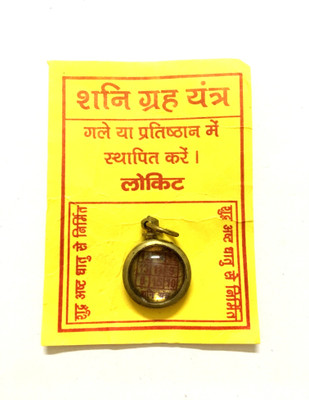 शनि ग्रह यंत्र
गले या प्रतिष्ठान में
स्थापित करें।
लोकिट
शुद्ध अष्ट धातु से निर्मित
शुद्ध अष्ट धातु से निर्मित